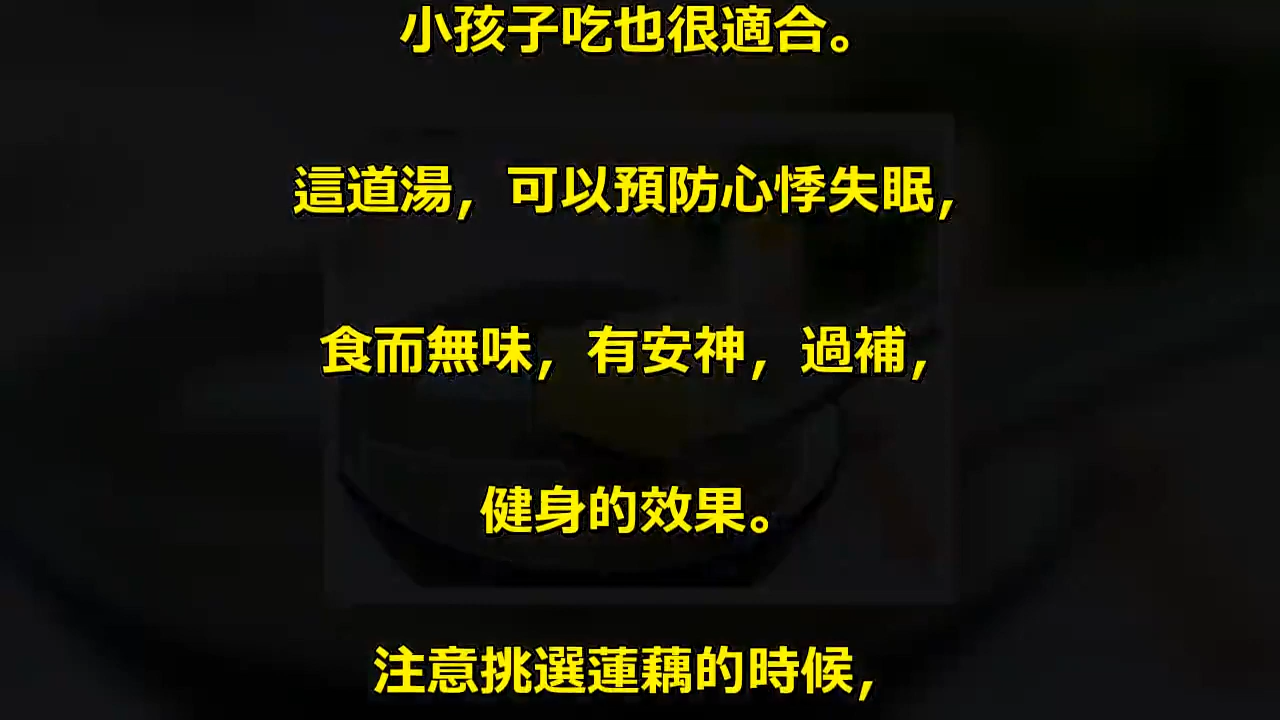 小孩子吃也很適合。
這道湯，可以預防心悸失眠，
食而無味，有安神，過補，
健身的效果。
注意挑選蓮藕的時候，